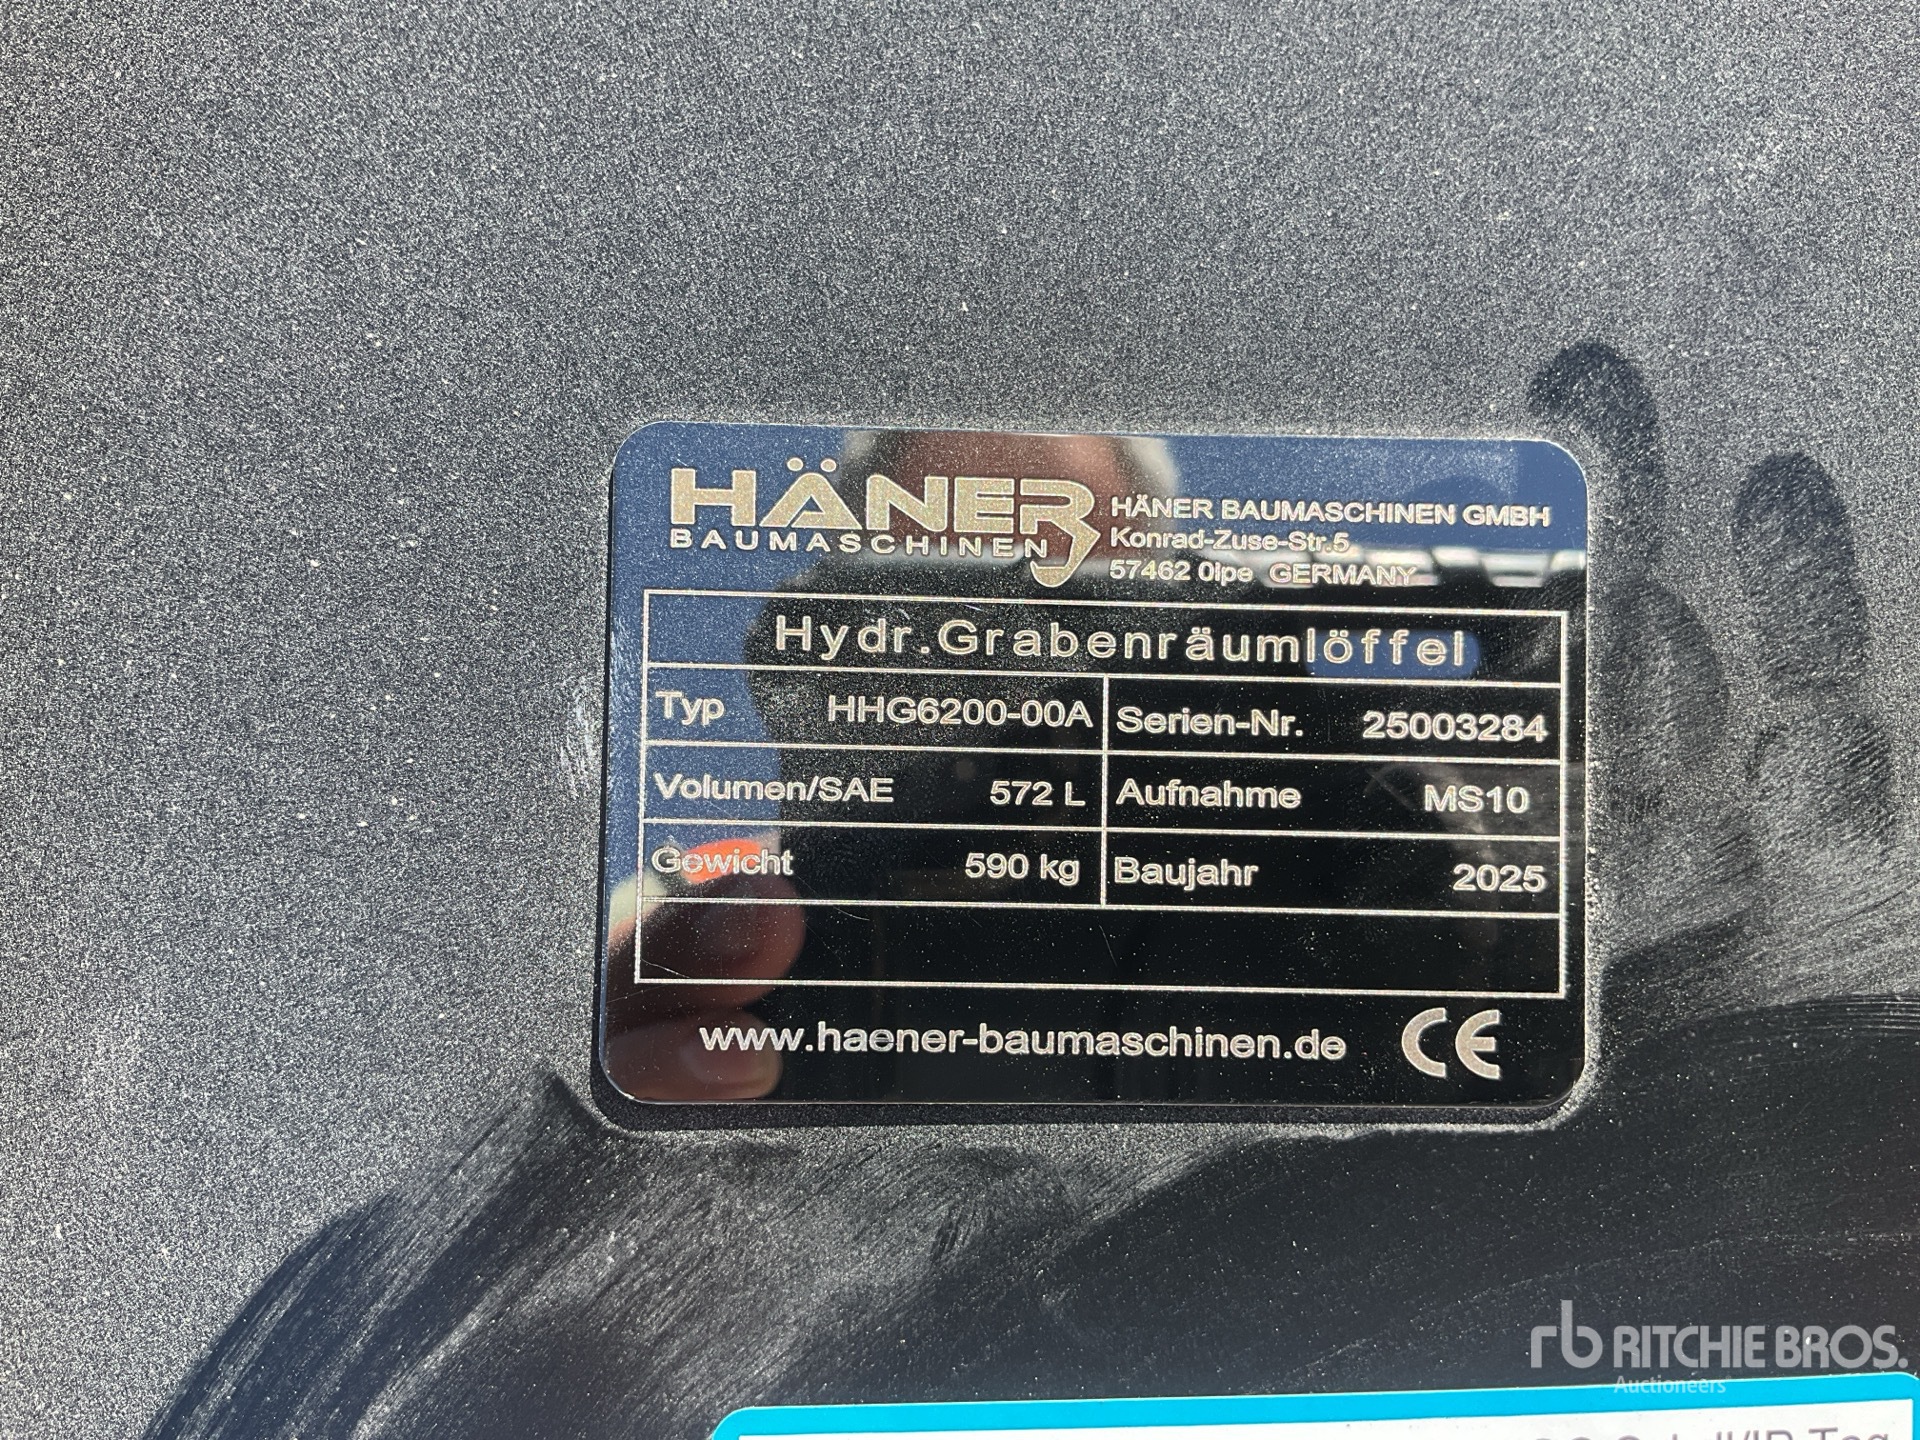 HÄNER
BAUMASCHINEN
HÄNER BAUMASCHINEN GMBH
Konrad-Zuse-Str.5
57462 Olpe GERMANY
Hydr.Grabenräumlöffel
Typ HHG6200-00A Serien-Nr. 25003284
Volumen/SAE 572 L Aufnahme MS10
Gewicht 590 kg Baujahr 2025
www.haener-baumaschinen.de CE
rb RITCHIE BROS.
Auctioneers